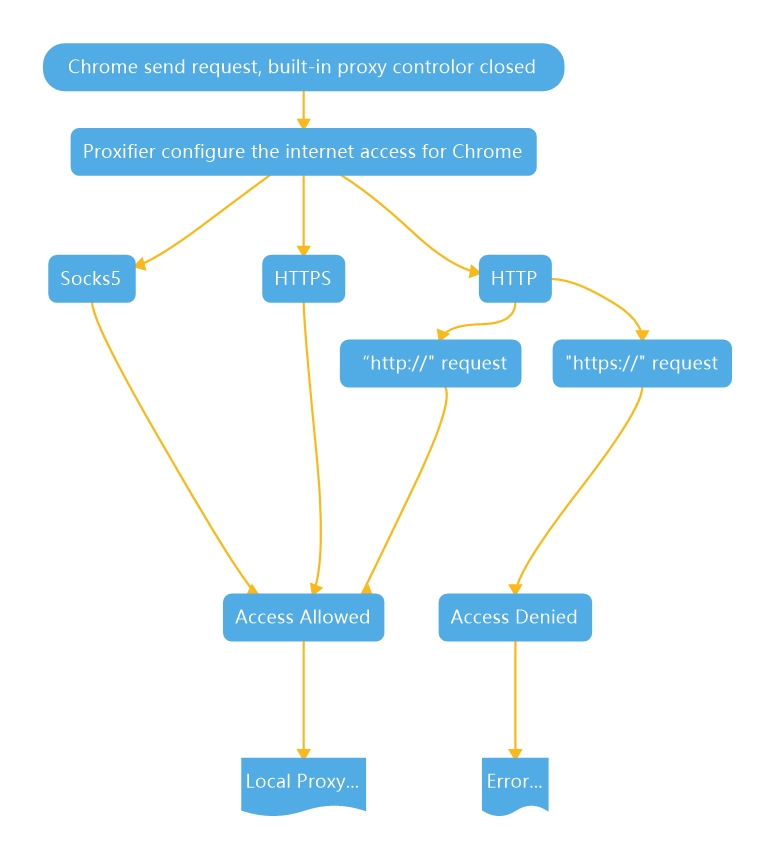 Chrome send request, built-in proxy controlor closed
Proxifier configure the internet access for Chrome
Socks5
HTTPS
HTTP
“http://" request
"https://" request
Access Allowed
Access Denied
Local Proxy...
Error...